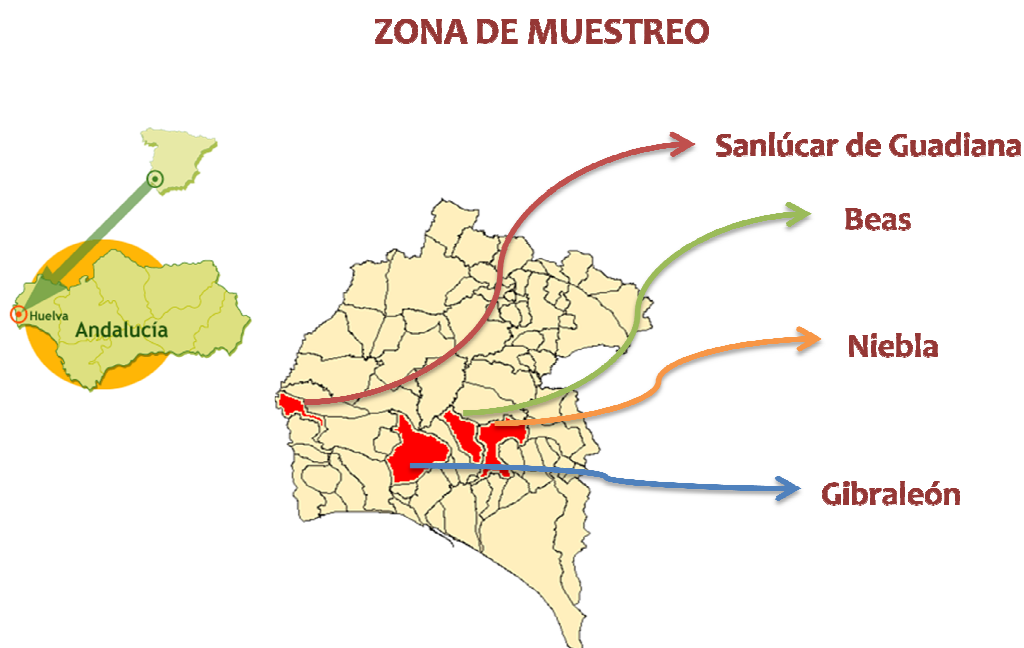 ZONA DE MUESTREO
Sanlúcar de Guadiana
Beas
Huelva
Andalucía
Niebla
Gibraleón